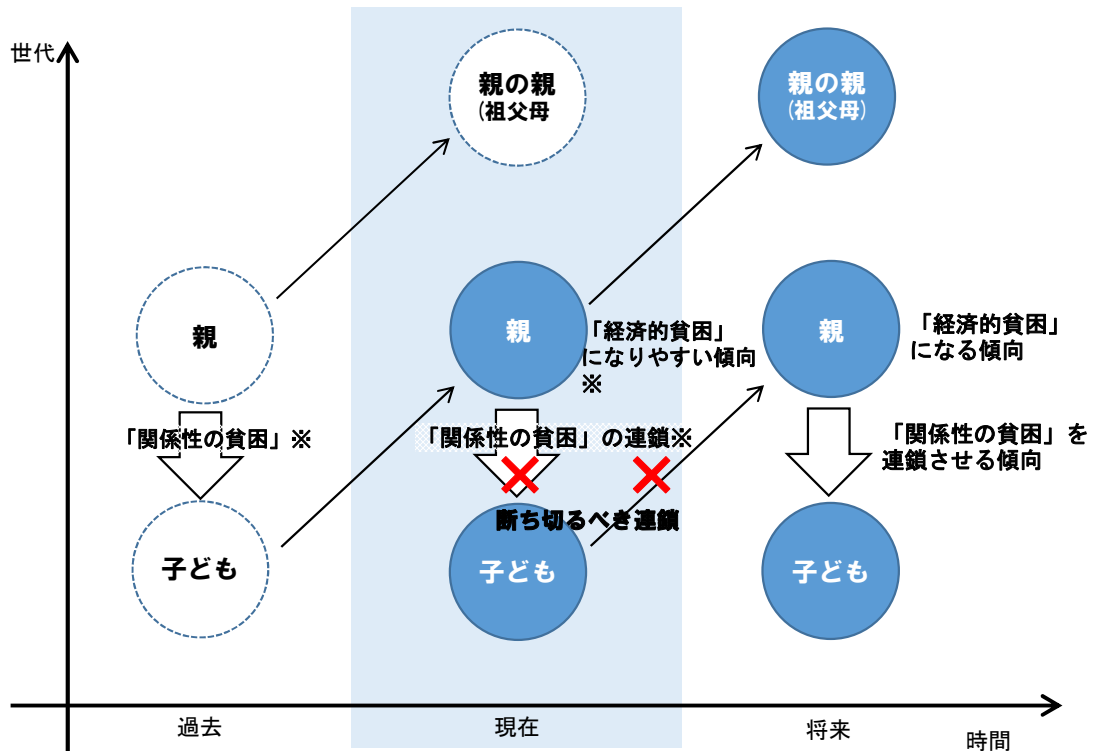 世代
親の親
(祖父母
親の親
(祖父母)
親
親
「経済的貧困」
になりやすい傾向
※
親
「経済的貧困」
になる傾向
「関係性の貧困」※
「関係性の貧困」の連鎖※
「関係性の貧困」を
連鎖させる傾向
断ち切るべき連鎖
子ども
子ども
子ども
過去
現在
将来
時間